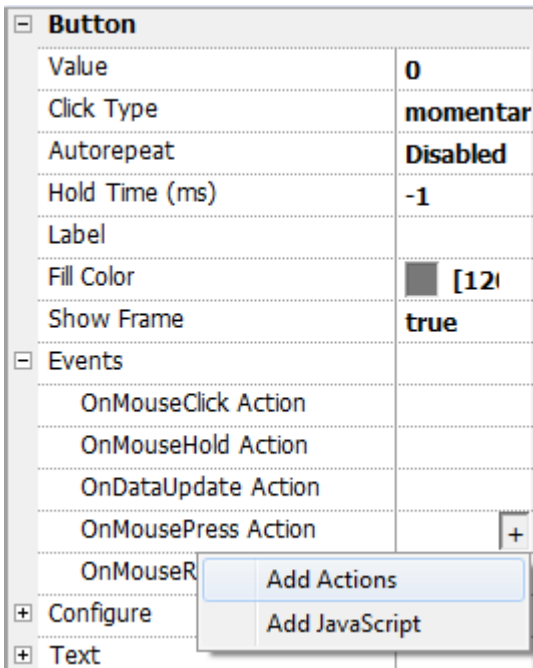 Button
Value 0
Click Type momentar
Autorepeat Disabled
Hold Time (ms) -1
Label
Fill Color [120
Show Frame true
Events
OnMouseClick Action
OnMouseHold Action
OnDataUpdate Action
OnMousePress Action +
OnMouseR
Add Actions
Configure
Add JavaScript
Text